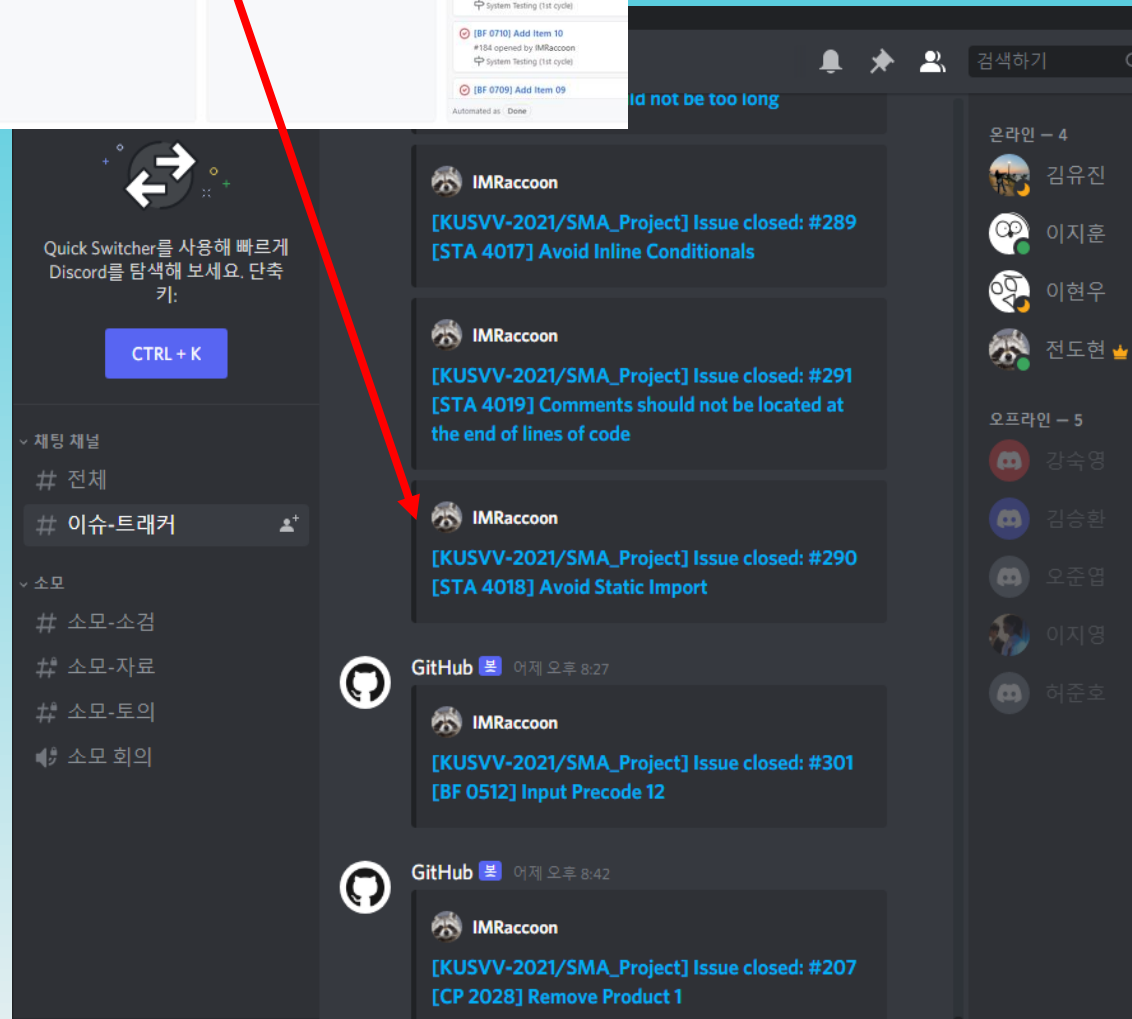 System Testing (1st cycle)
[BF 0710] Add Item 10
#184 opened by IMRaccoon
System Testing (1st cycle)
[BF 0709] Add Item 09
Automated as Done
검색하기
ld not be too long
Quick Switcher를 사용해 빠르게
Discord를 탐색해 보세요. 단축
키:
CTRL + K
채팅 채널
# 전체
# 이슈-트래커
소모
# 소모-소검
# 소모-자료
# 소모-토의
소모 회의
IMRaccoon
[KUSVV-2021/SMA_Project] Issue closed: #289
[STA 4017] Avoid Inline Conditionals
IMRaccoon
[KUSVV-2021/SMA_Project] Issue closed: #291
[STA 4019] Comments should not be located at
the end of lines of code
IMRaccoon
[KUSVV-2021/SMA_Project] Issue closed: #290
[STA 4018] Avoid Static Import
GitHub 봇 어제 오후 8:27
IMRaccoon
[KUSVV-2021/SMA_Project] Issue closed: #301
[BF 0512] Input Precode 12
GitHub 봇 어제 오후 8:42
IMRaccoon
[KUSVV-2021/SMA_Project] Issue closed: #207
[CP 2028] Remove Product 1
온라인 — 4
김유진
이지훈
이현우
전도현
오프라인 — 5
강숙영
김승환
오준엽
이지영
허준호